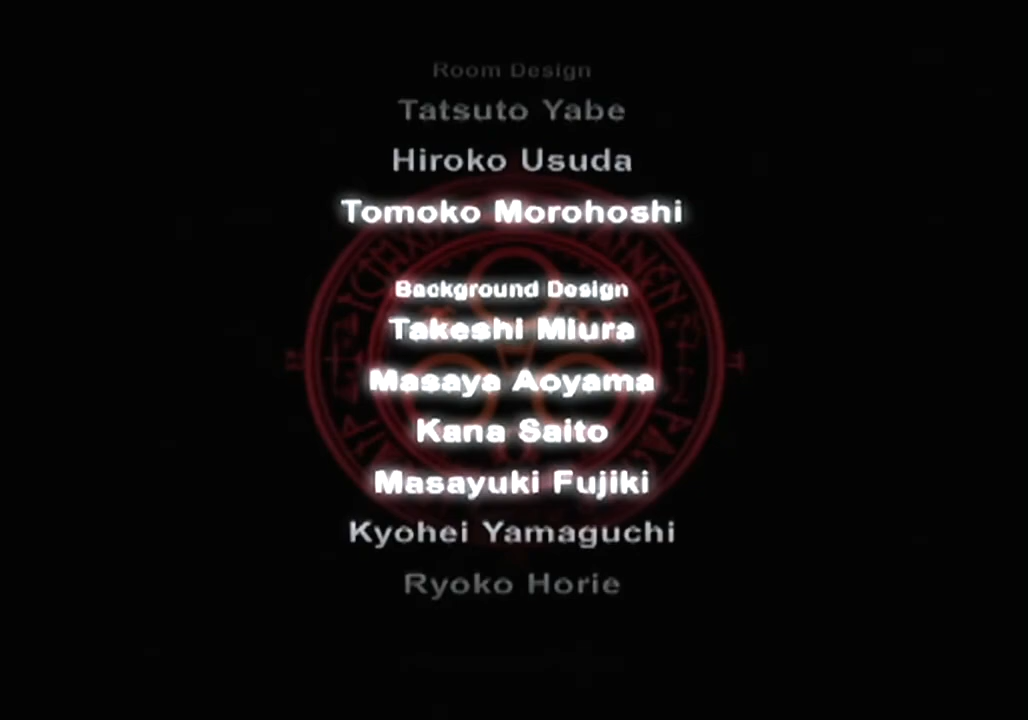 Room Design
Tatsuto Yabe
Hiroko Usuda
Tomoko Morohoshi
Background Design
Takeshi Miura
Masaya Aoyama
Kana Saito
Masayuki Fujiki
Kyohei Yamaguchi
Ryoko Horie